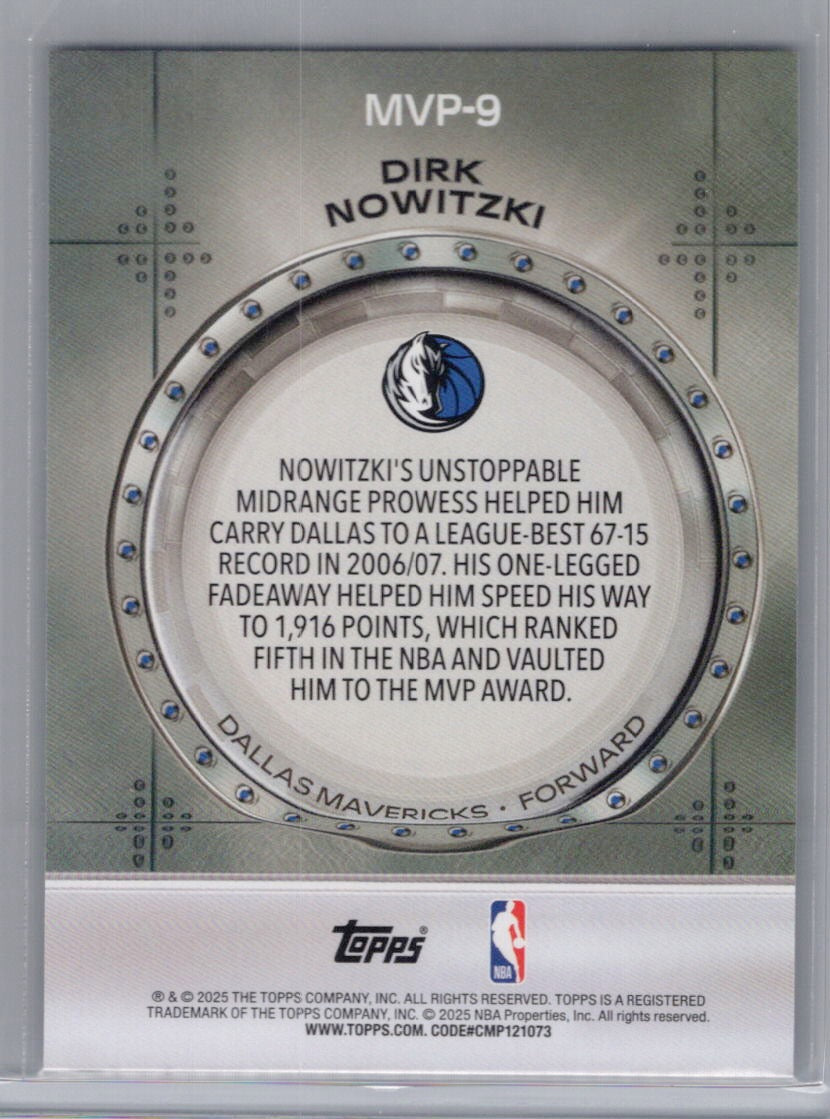 MVP-9
DIRK
NOWITZKI
NOWITZKI'S UNSTOPPABLE
MIDRANGE PROWESS HELPED HIM
CARRY DALLAS TO A LEAGUE-BEST 67-15
RECORD IN 2006/07. HIS ONE-LEGGED
FADEAWAY HELPED HIM SPEED HIS WAY
TO 1,916 POINTS, WHICH RANKED
FIFTH IN THE NBA AND VAULTED
HIM TO THE MVP AWARD.
DALLAS MAVERICKS · FORWARD
TOPPS®
NBA
® & © 2025 THE TOPPS COMPANY, INC. ALL RIGHTS RESERVED. TOPPS IS A REGISTERED
TRADEMARK OF THE TOPPS COMPANY, INC. © 2025 NBA Properties, Inc. All rights reserved.
WWW.TOPPS.COM. CODE#CMP121073